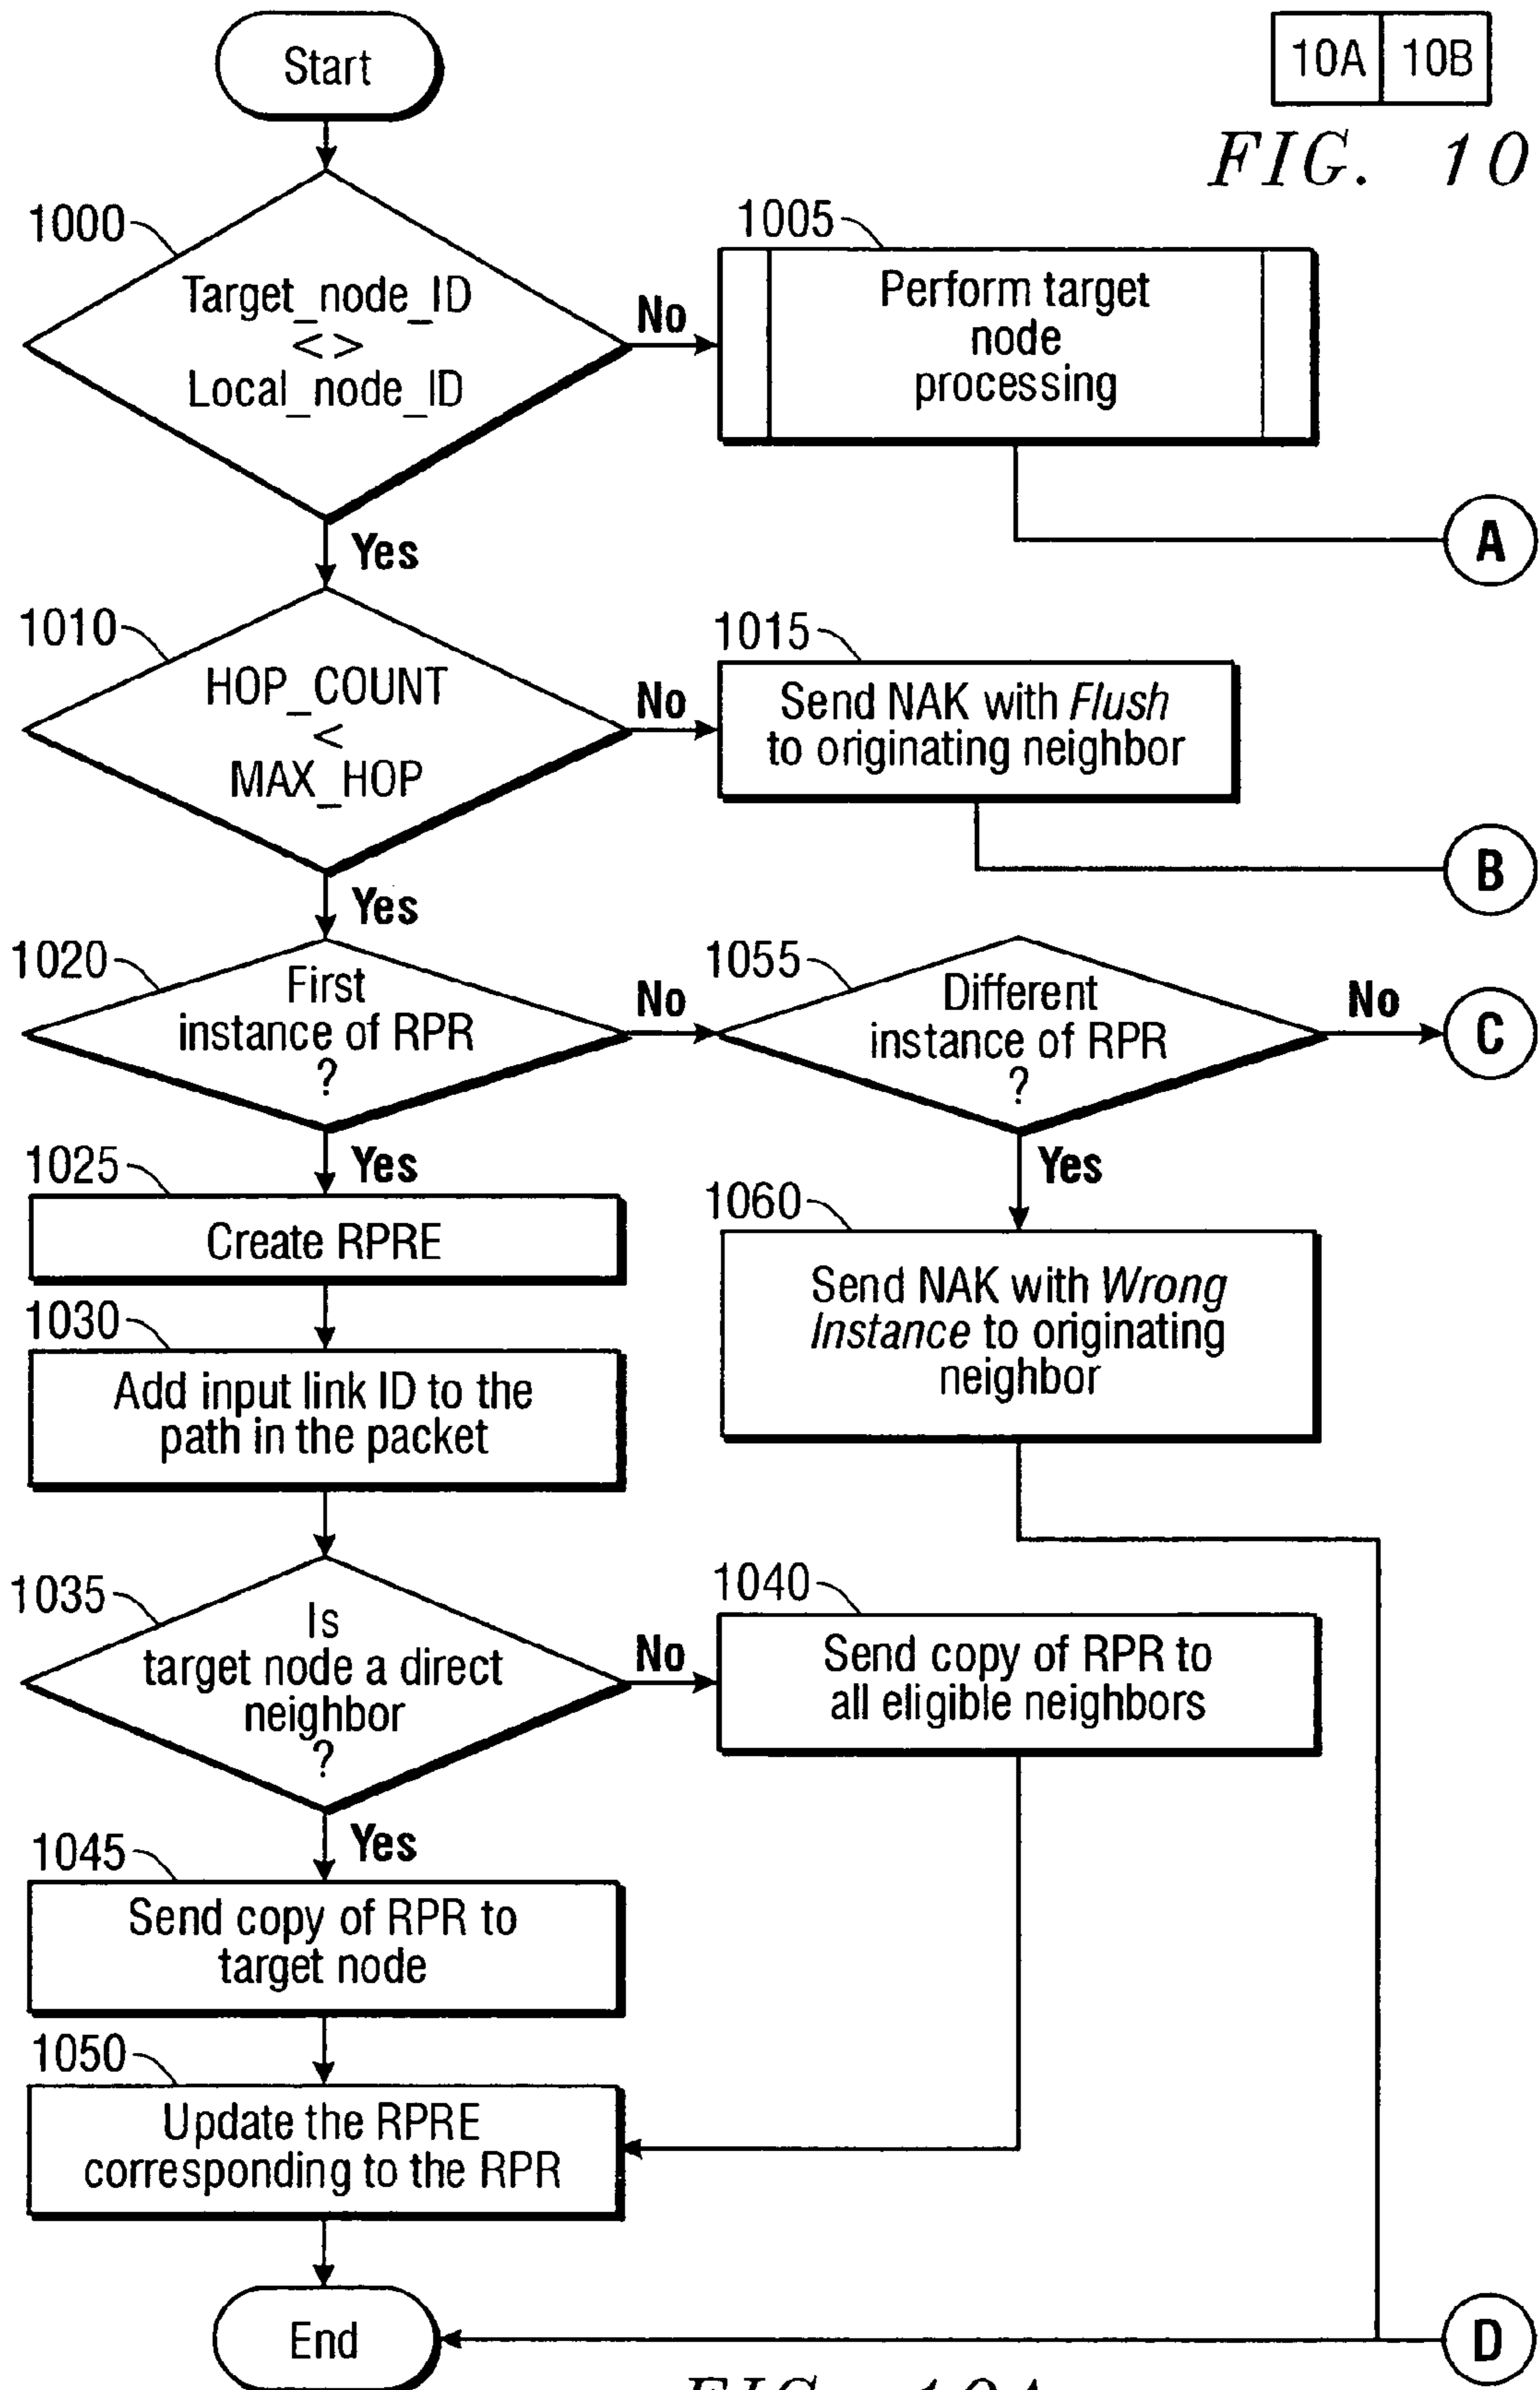 Start
10A 10B
FIG. 10
1000
Target_node_ID
<>
Local_node_ID
No
1005
Perform target
node
processing
A
Yes
1010
HOP_COUNT
<
MAX_HOP
No
1015
Send NAK with Flush
to originating neighbor
B
Yes
1020
First
instance of RPR
?
No
1055
Different
instance of RPR
?
No
C
Yes
1025
Create RPRE
Yes
1060
Send NAK with Wrong
Instance to originating
neighbor
1030
Add input link ID to the
path in the packet
1035
Is
target node a direct
neighbor
?
No
1040
Send copy of RPR to
all eligible neighbors
Yes
1045
Send copy of RPR to
target node
1050
Update the RPRE
corresponding to the RPR
End
D
FIG. 10A